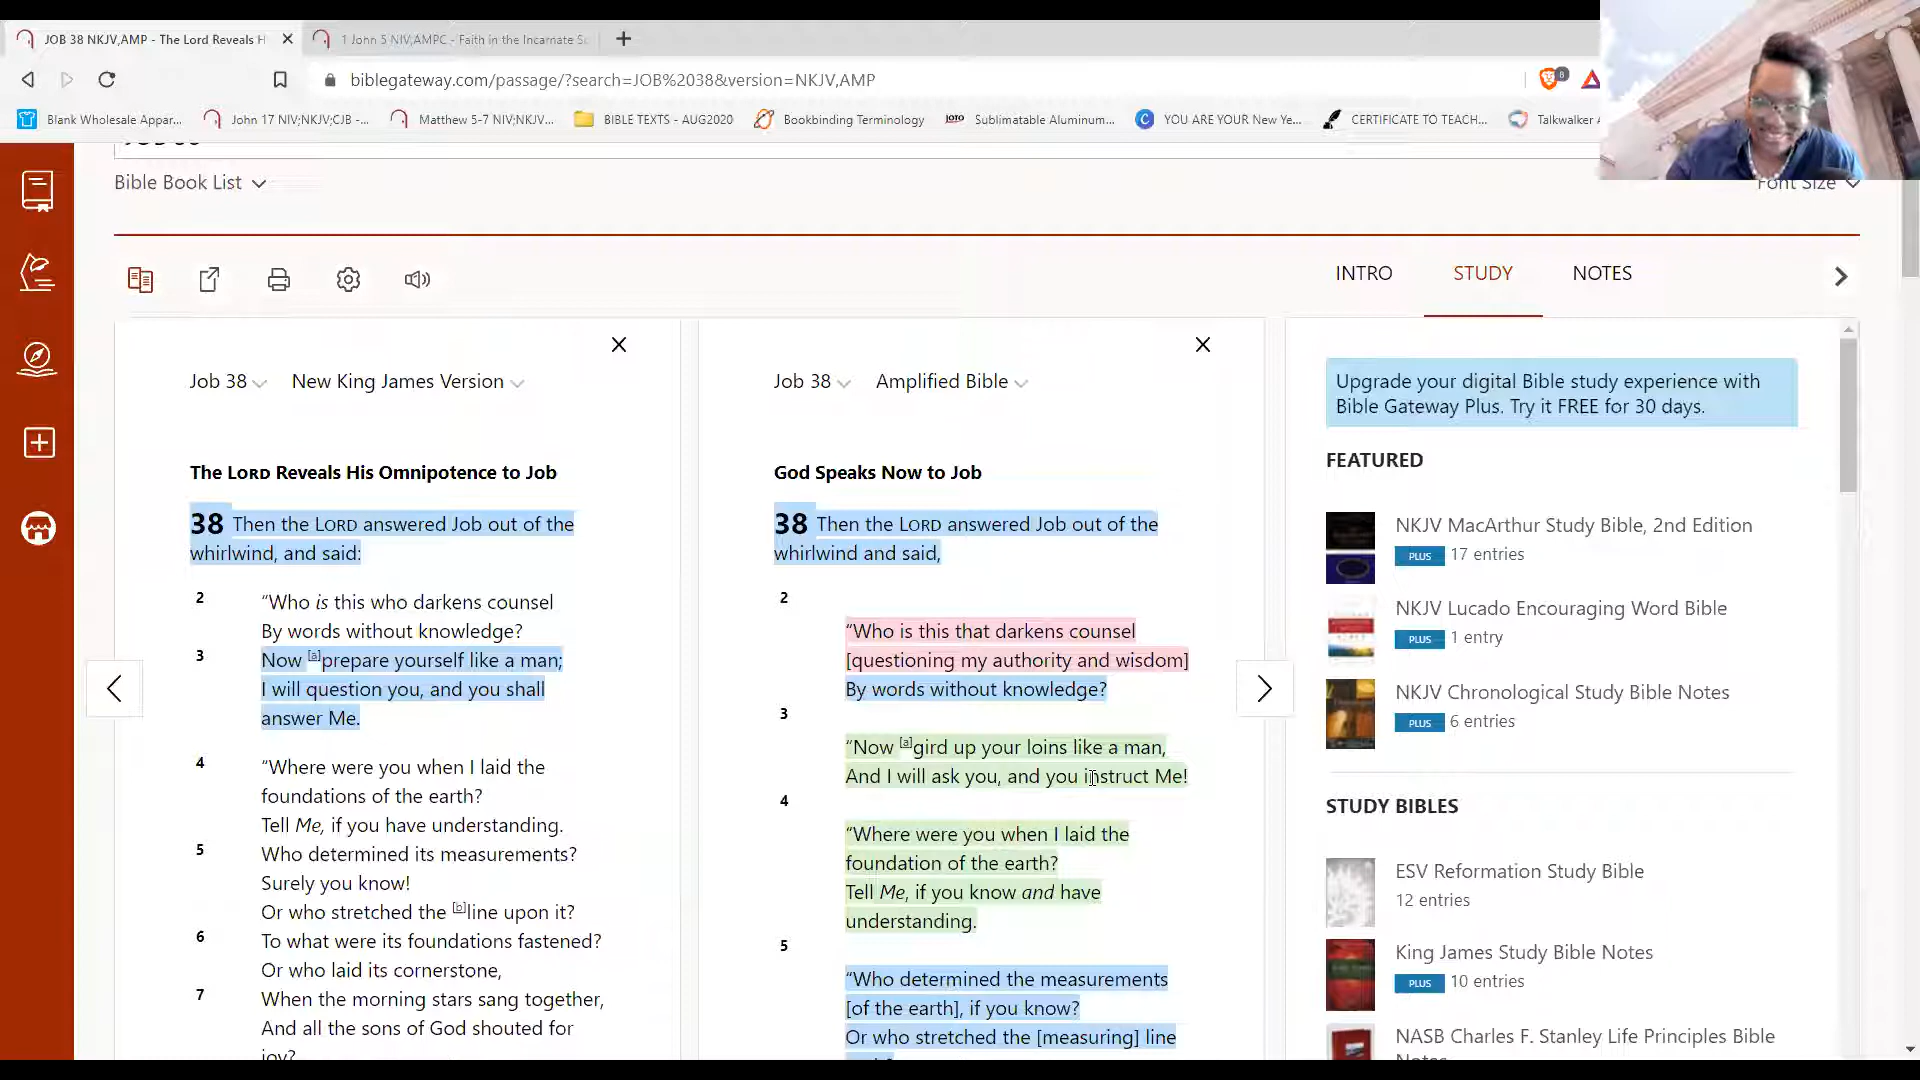 JOB 38 NKJV,AMP - The Lord Reveals H
1 John 5 NIV,AMPC - Faith in the Incarnate S
biblegateway.com/passage/?search=JOB%2038&version=NKJV,AMP
8
Blank Wholesale Appar...
John 17 NIV;NKJV;CJB -...
Matthew 5-7 NIV;NKJV...
BIBLE TEXTS - AUG2020
Bookbinding Terminology
Sublimatable Aluminum...
YOU ARE YOUR New Ye...
CERTIFICATE TO TEACH...
Talkwalker
Bible Book List
Font Size
INTRO
STUDY
NOTES
Job 38
New King James Version
The LORD Reveals His Omnipotence to Job
38 Then the LORD answered Job out of the
whirlwind, and said:
2 “Who is this who darkens counsel
By words without knowledge?
3 Now [a]prepare yourself like a man;
I will question you, and you shall
answer Me.
4 “Where were you when I laid the
foundations of the earth?
Tell Me, if you have understanding.
5 Who determined its measurements?
Surely you know!
Or who stretched the [b]line upon it?
6 To what were its foundations fastened?
Or who laid its cornerstone,
7 When the morning stars sang together,
And all the sons of God shouted for
joy?
Job 38
Amplified Bible
God Speaks Now to Job
38 Then the LORD answered Job out of the
whirlwind and said,
2
“Who is this that darkens counsel
[questioning my authority and wisdom]
By words without knowledge?
3
“Now [a]gird up your loins like a man,
And I will ask you, and you instruct Me!
4
“Where were you when I laid the
foundation of the earth?
Tell Me, if you know and have
understanding.
5
“Who determined the measurements
[of the earth], if you know?
Or who stretched the [measuring] line
Upgrade your digital Bible study experience with
Bible Gateway Plus. Try it FREE for 30 days.
FEATURED
NKJV MacArthur Study Bible, 2nd Edition
PLUS 17 entries
NKJV Lucado Encouraging Word Bible
PLUS 1 entry
NKJV Chronological Study Bible Notes
PLUS 6 entries
STUDY BIBLES
ESV Reformation Study Bible
12 entries
King James Study Bible Notes
PLUS 10 entries
NASB Charles F. Stanley Life Principles Bible